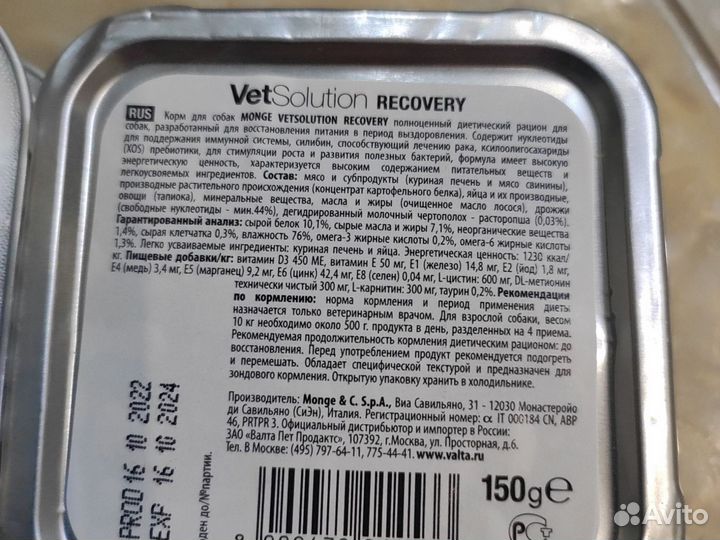 VetSolution RECOVERY
RUS Корм для собак MONGE VETSOLUTION RECOVERY полноценный диетический рацион для
собак, разработанный для восстановления питания в период выздоровления. Содержит нуклеотиды
для поддержания иммунной системы, силибин, способствующий лечению рака, ксилоолигосахариды
(XOS) пребиотики, для стимуляции роста и развития полезных бактерий, формула имеет высокую
энергетическую ценность, характеризуется высоким содержанием питательных веществ и
легкоусвояемых ингредиентов. Состав: мясо и субпродукты (куриная печень и мясо свинины),
производные растительного происхождения (концентрат картофельного белка), яйца и их производные,
овощи (тапиока), минеральные вещества, масла и жиры (очищенное масло лосося), дрожжи
(свободные нуклеотиды - мин.44%), дегидрированный молочный чертополох - расторопша (0,03%).
Гарантированный анализ: сырой белок 10,1%, сырые масла и жиры 7,1%, неорганические вещества
1,4%, сырая клетчатка 0,3%, влажность 76%, омега-3 жирные кислоты 0,2%, омега-6 жирные кислоты
1,3%. Легко усваиваемые ингредиенты: куриная печень и яйца. Энергетическая ценность: 1230 ккал/
кг. Пищевые добавки/кг: витамин D3 450 МЕ, витамин Е 50 мг, Е1 (железо) 14,8 мг, Е2 (йод) 1,8 мг,
Е4 (медь) 3,4 мг, Е5 (марганец) 9,2 мг, Е6 (цинк) 42,4 мг, Е8 (селен) 0,04 мг, L-цистин: 600 мг, DL-метионин
технически чистый 300 мг, L-карнитин: 300 мг, таурин 0,2%. Рекомендации
по кормлению: норма кормления и период применения диеты
назначается только ветеринарным врачом. Для взрослой собаки, весом
10 кг необходимо около 500 г. продукта в день, разделенных на 4 приема.
Рекомендуемая продолжительность кормления диетическим рационом: до
восстановления. Перед употреблением продукт рекомендуется подогреть
и перемешать. Обладает специфической текстурой и предназначен для
зондового кормления. Открытую упаковку хранить в холодильнике.
Производитель: Monge & C. S.p.A., Виа Савильяно, 31 - 12030 Монастероло
ди Савильяно (СиЭн), Италия. Регистрационный номер: α IT 000184 CN, ABP
46, PRTPR 3. Официальный дистрибьютор и импортер в России:
ЗАО «Валта Пет Продактс», 107392, г.Москва, ул. Просторная, д.6.
Тел. В Москве (495) 797-64-11, 775-44-41. www.valta.ru
PROD 16 10 2022
EXP 16 10 2024
ден до/№партии.
150g e
Avito